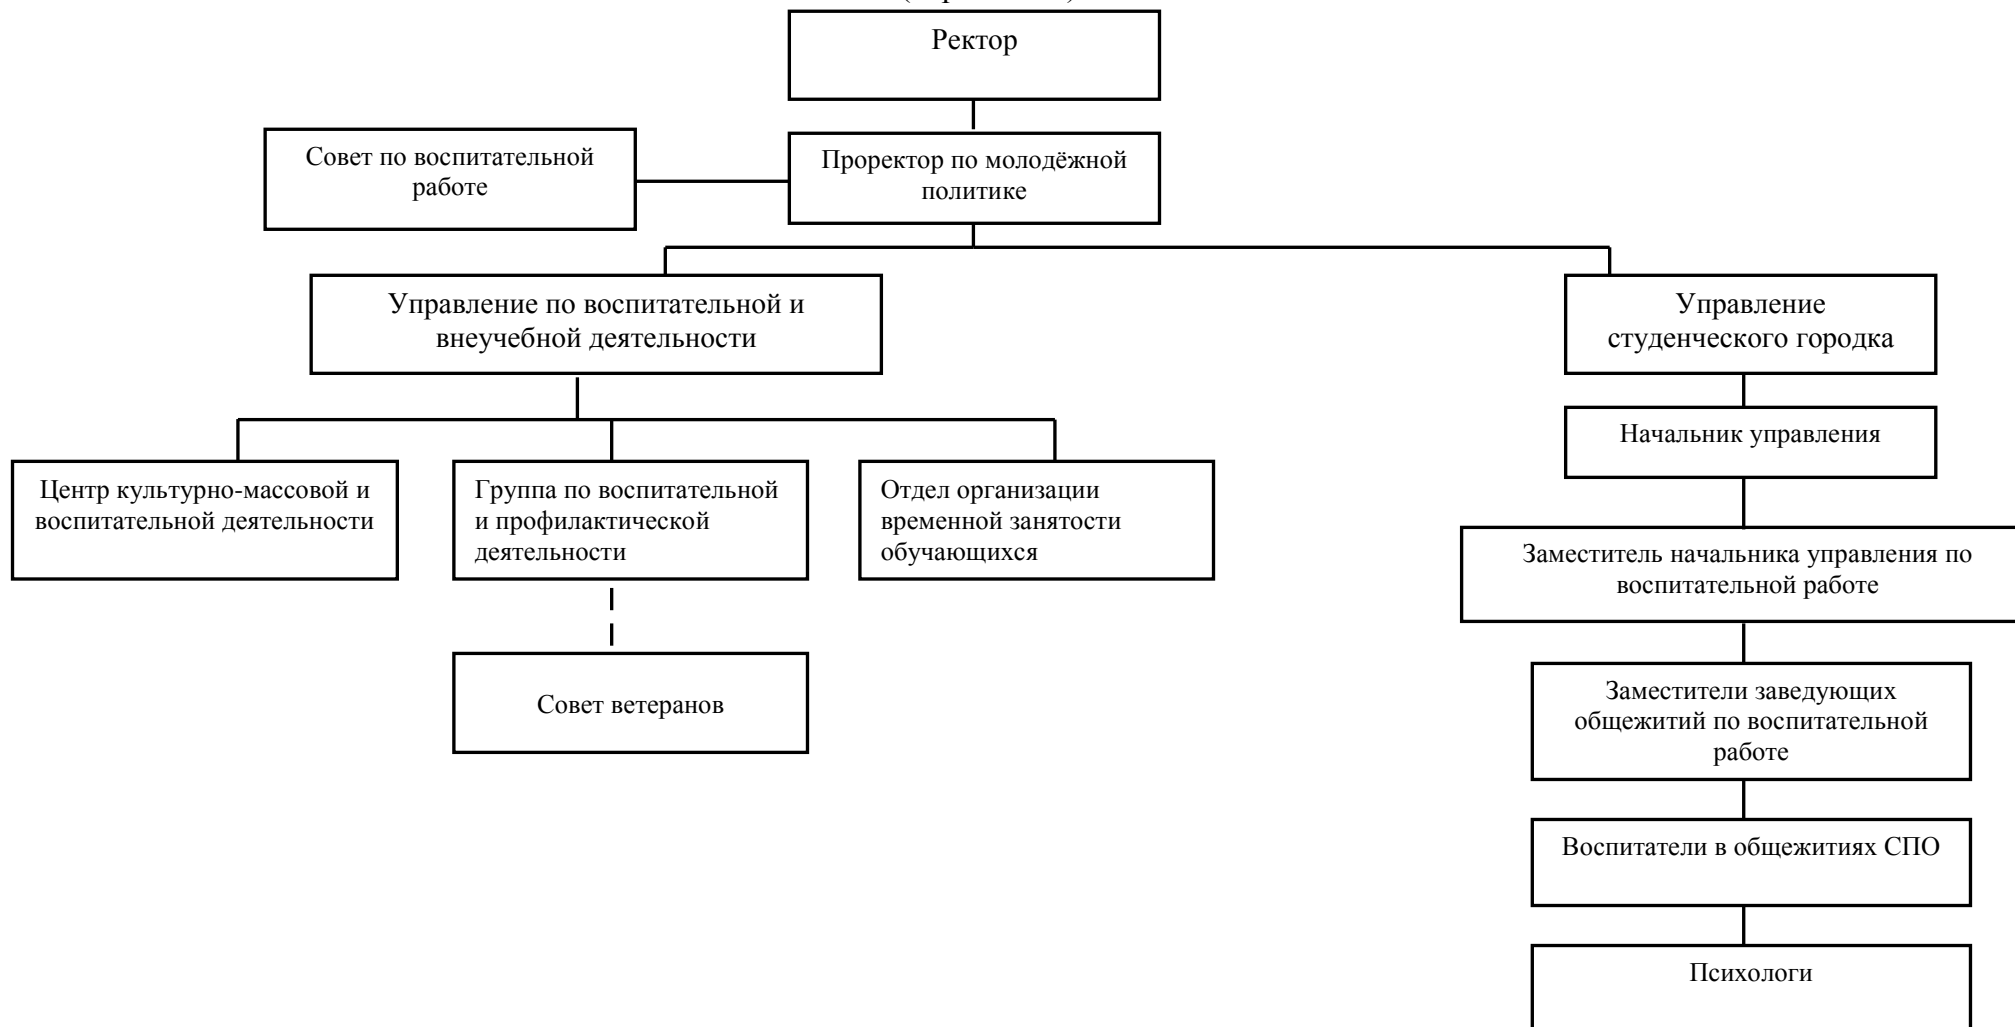 Ректор
Совет по воспитательной
работе
Проректор по молодёжной
политике
Управление по воспитательной и
внеучебной деятельности
Управление
студенческого городка
Начальник управления
Центр культурно-массовой и
воспитательной деятельности
Группа по воспитательной
и профилактической
деятельности
Отдел организации
временной занятости
обучающихся
Заместитель начальника управления по
воспитательной работе
Совет ветеранов
Заместители заведующих
общежитий по воспитательной
работе
Воспитатели в общежитиях СПО
Психологи